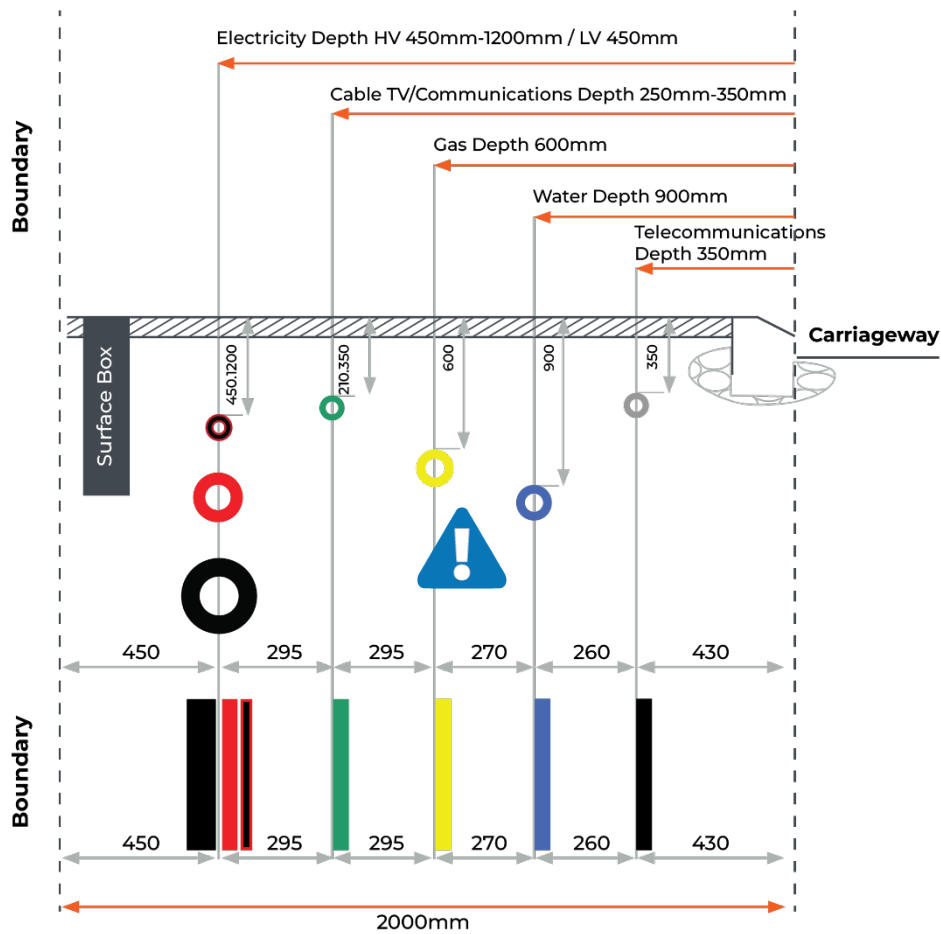 Electricity Depth HV 450mm-1200mm / LV 450mm
Cable TV/Communications Depth 250mm-350mm
Gas Depth 600mm
Water Depth 900mm
Telecommunications
Depth 350mm
Boundary
Carriageway
Surface Box
450.1200
210.350
600
900
350
!
450
295
295
270
260
430
Boundary
450
295
295
270
260
430
2000mm